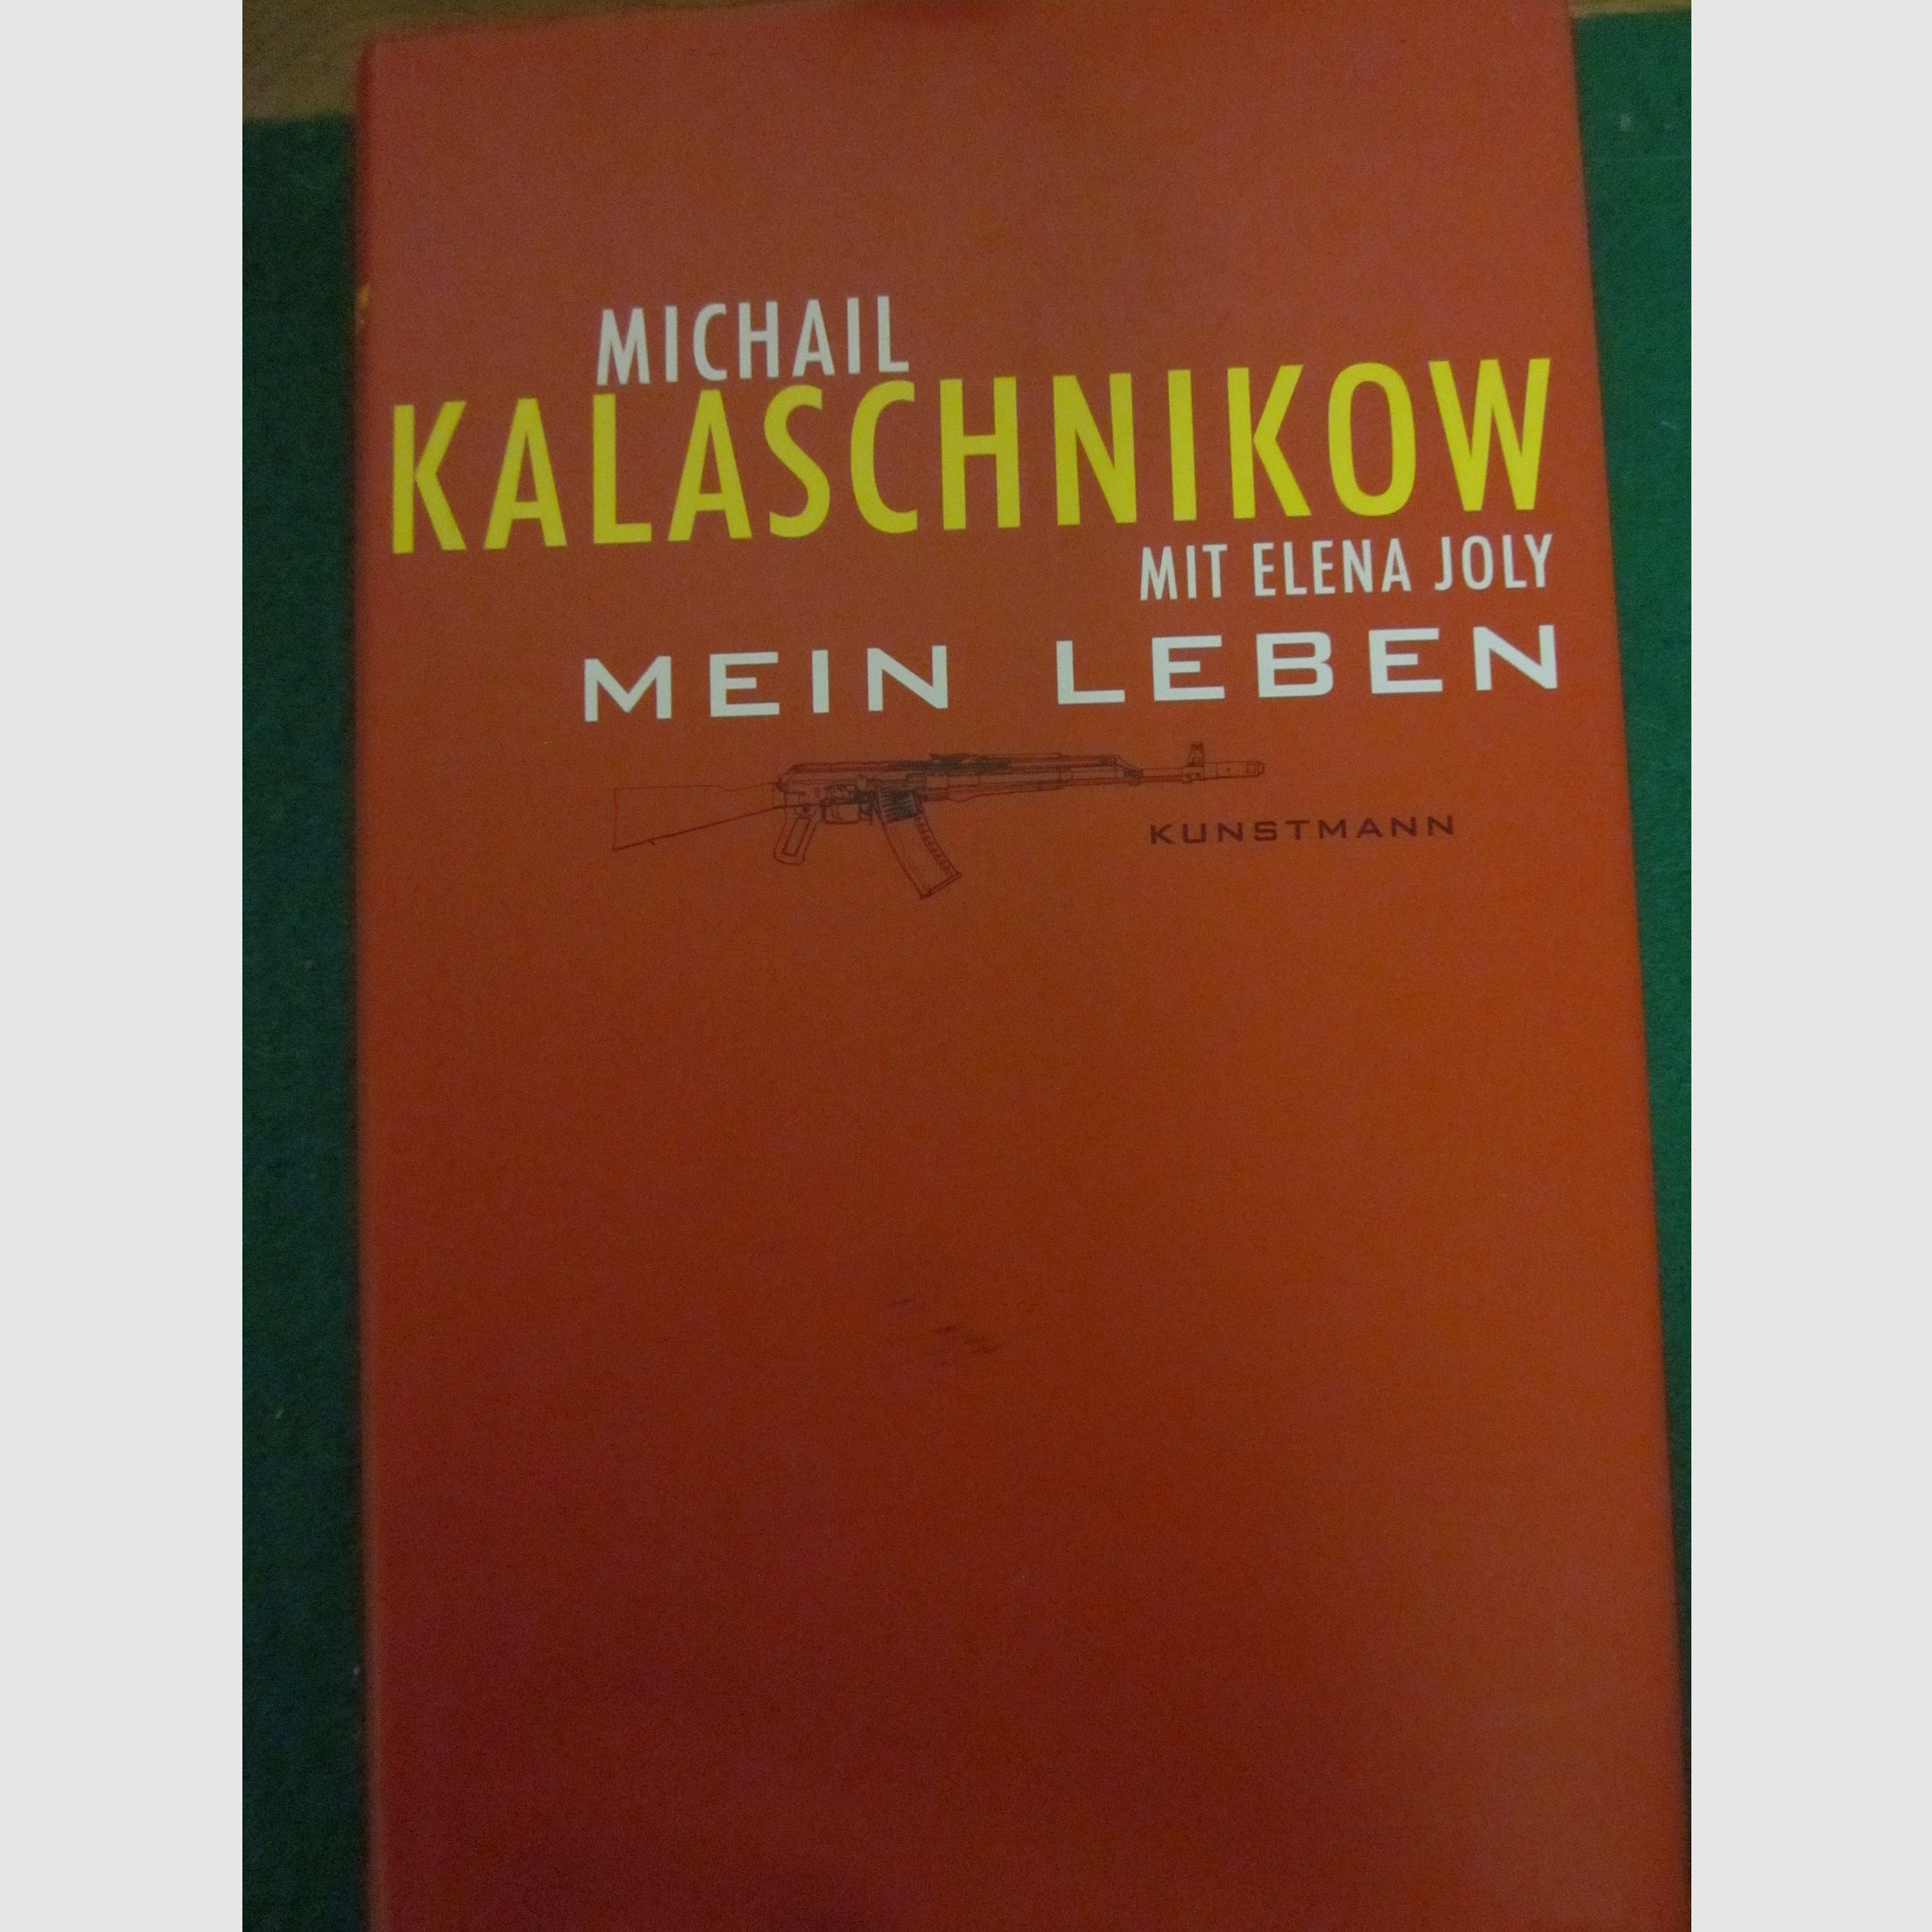 MICHAIL
KALASCHNIKOW
MIT ELENA JOLY
MEIN LEBEN
KUNSTMANN